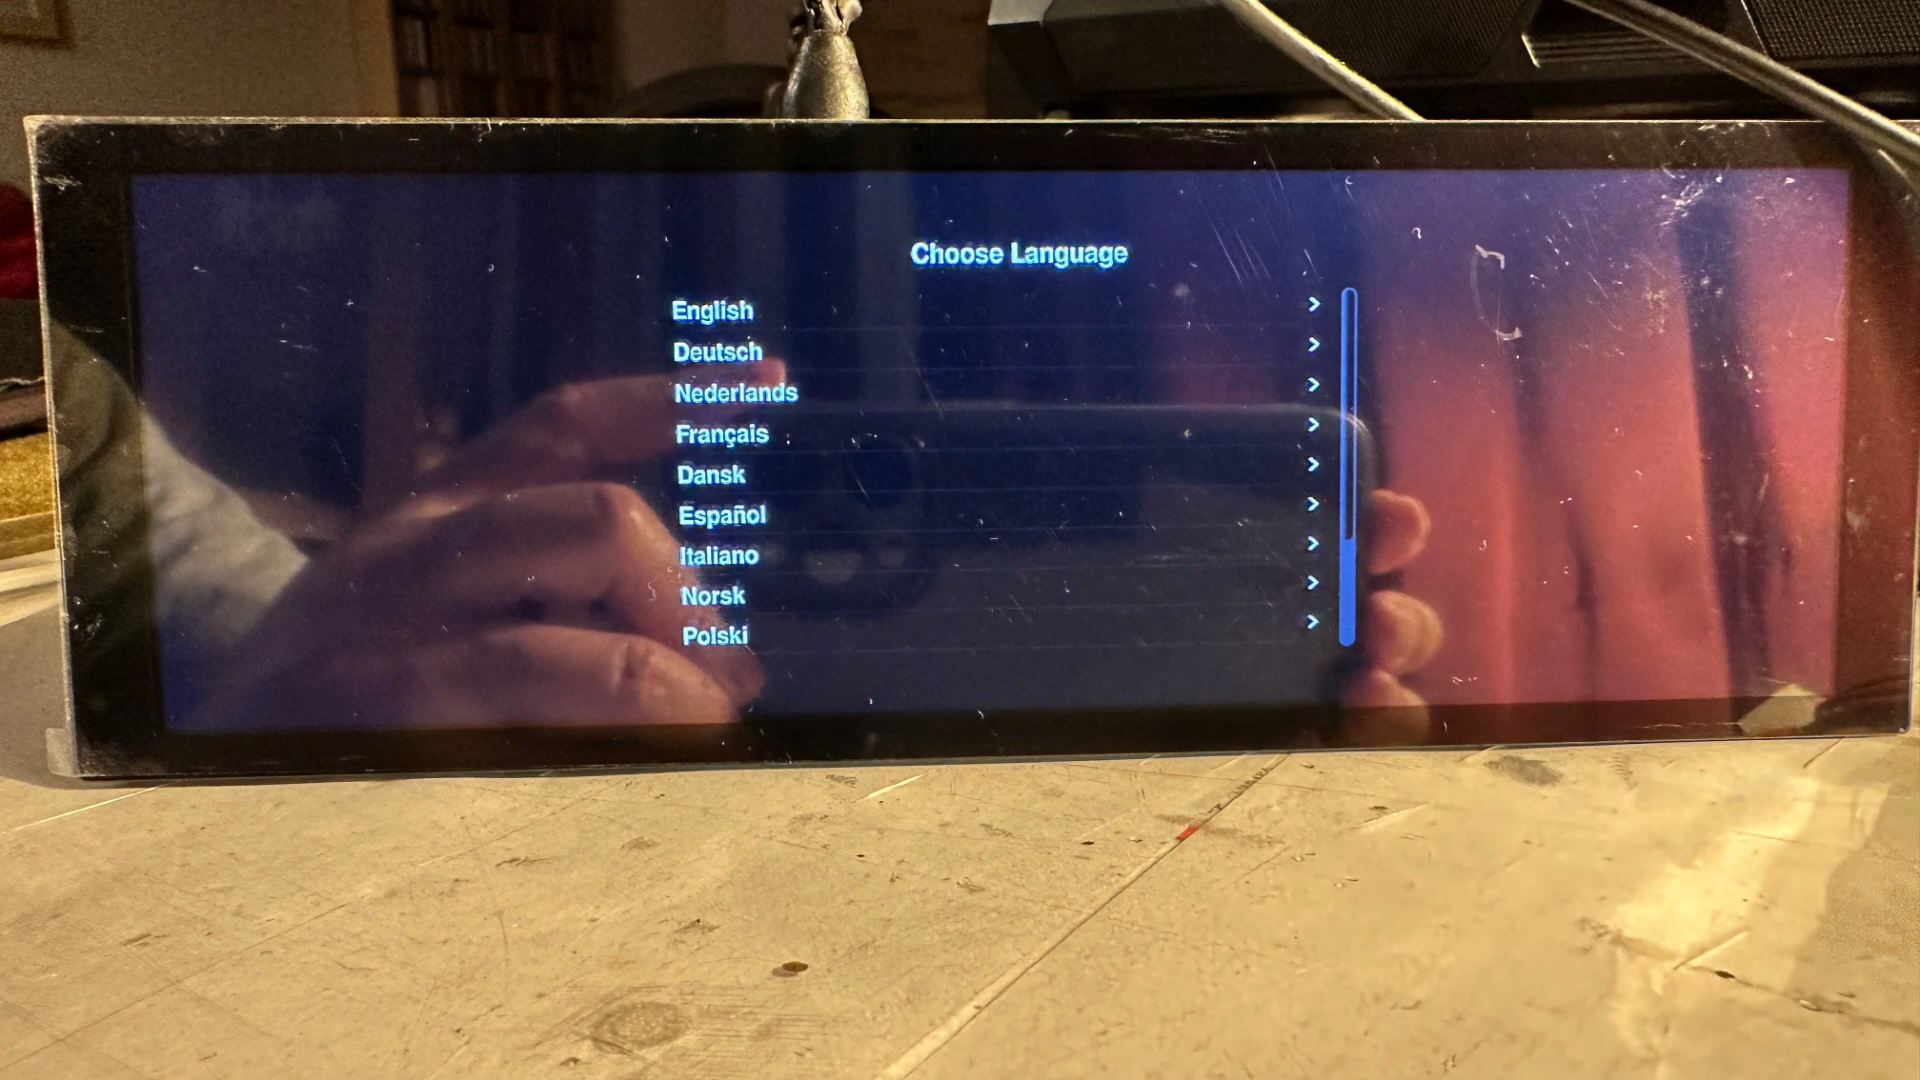 Choose Language
English
Deutsch
Nederlands
Français
Dansk
Español
Italiano
Norsk
Polski